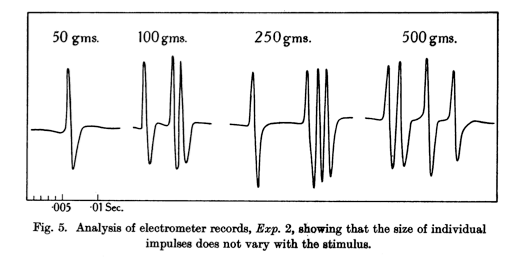 50 gms. 100 gms. 250 gms. 500 gms.
·005 ·01 Sec.
Fig. 5. Analysis of electrometer records, Exp. 2, showing that the size of individual
impulses does not vary with the stimulus.